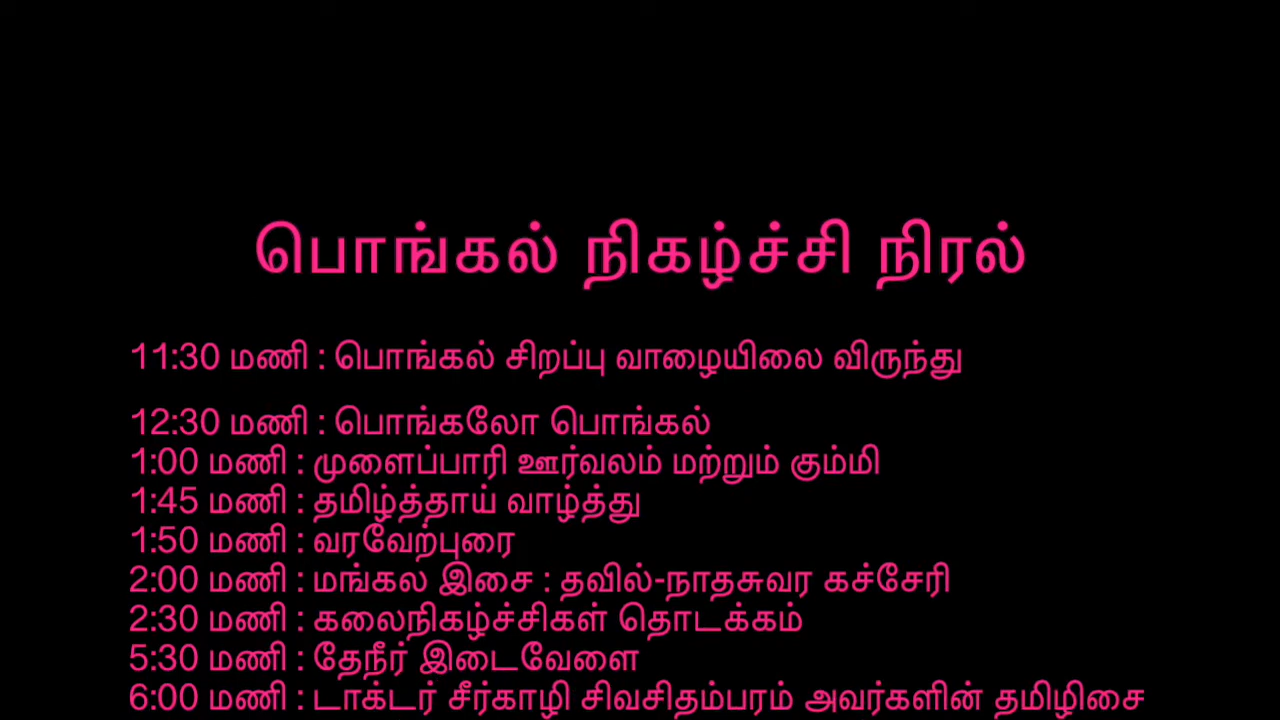 பொங்கல் நிகழ்ச்சி நிரல்
11:30 மணி : பொங்கல் சிறப்பு வாழையிலை விருந்து
12:30 மணி : பொங்கலோ பொங்கல்
1:00 மணி : முளைப்பாரி ஊர்வலம் மற்றும் கும்மி
1:45 மணி : தமிழ்த்தாய் வாழ்த்து
1:50 மணி : வரவேற்புரை
2:00 மணி : மங்கல இசை : தவில்-நாதசுவர கச்சேரி
2:30 மணி : கலைநிகழ்ச்சிகள் தொடக்கம்
5:30 மணி : தேநீர் இடைவேளை
6:00 மணி : டாக்டர் சீர்காழி சிவசிதம்பரம் அவர்களின் தமிழிசை